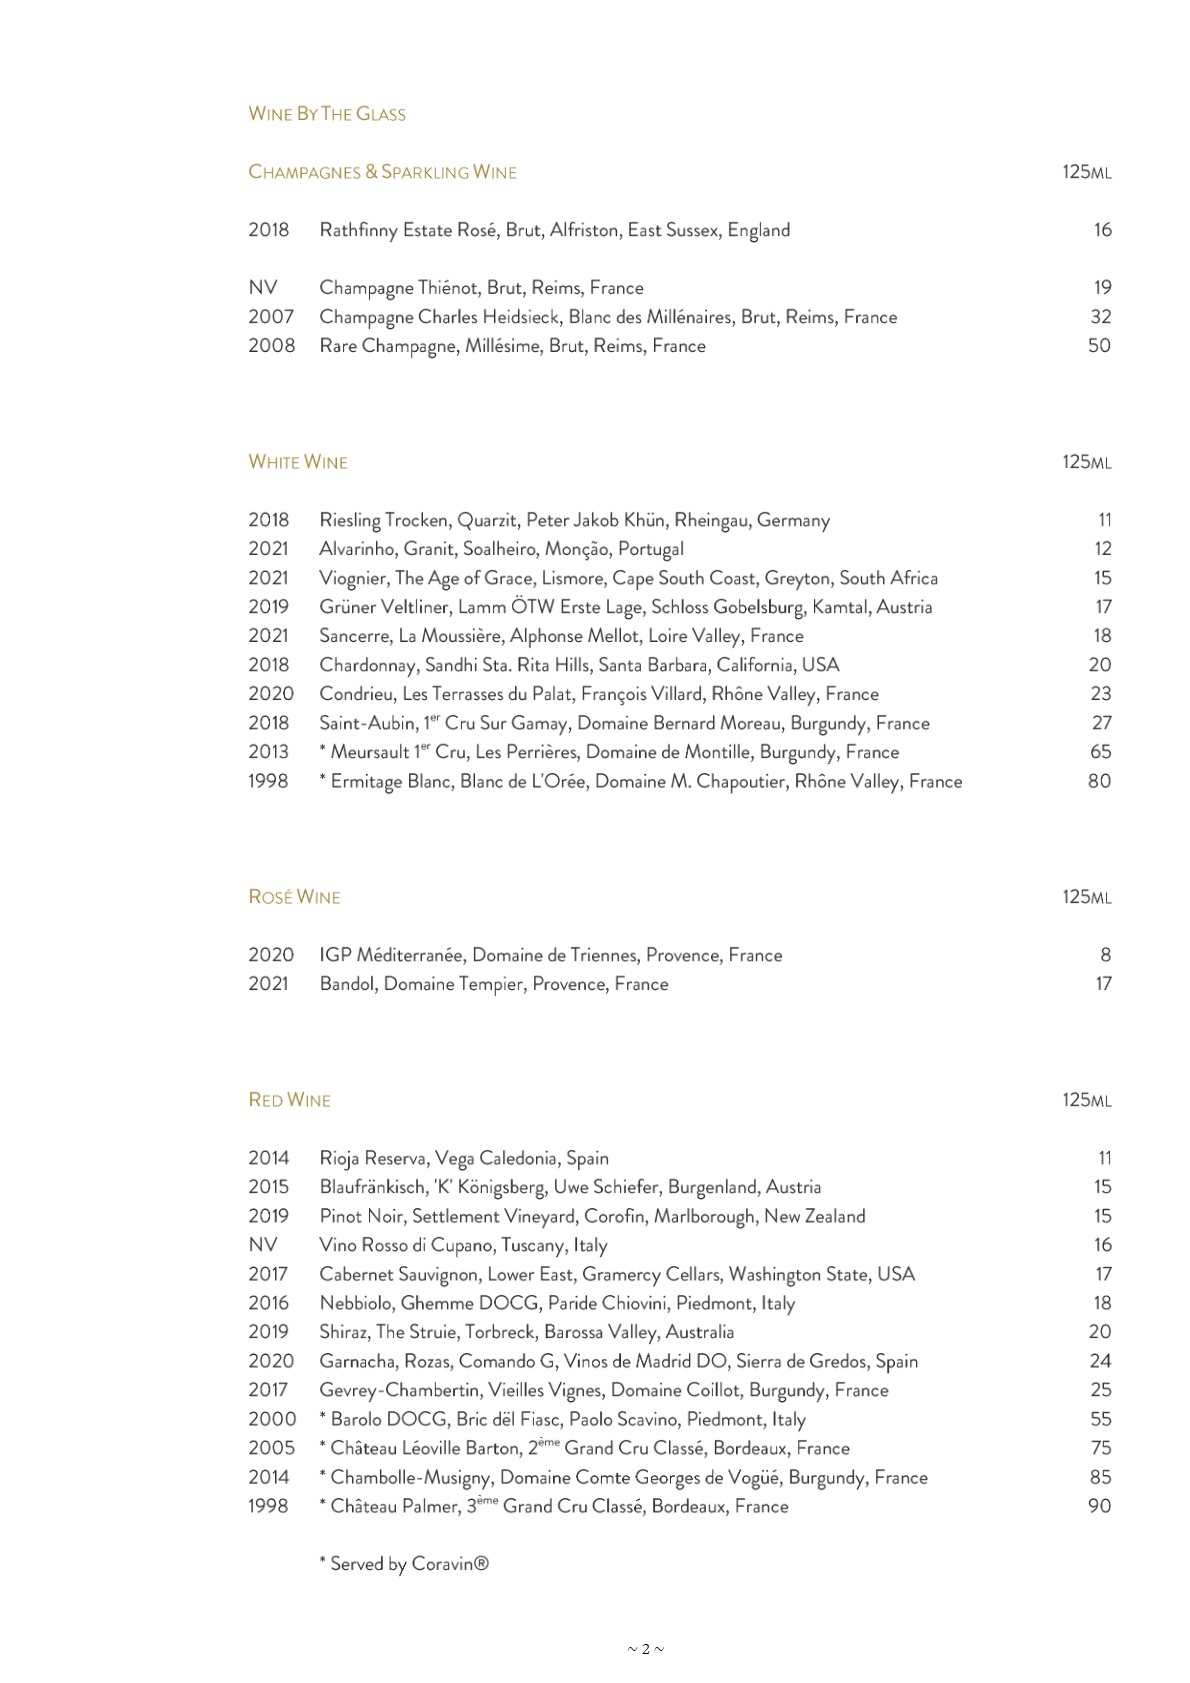 WINE BY THE GLASS
CHAMPAGNES & SPARKLING WINE 125ML
2018 Rathfinny Estate Rosé, Brut, Alfriston, East Sussex, England 16
NV Champagne Thiénot, Brut, Reims, France 19
2007 Champagne Charles Heidsieck, Blanc des Millénaires, Brut, Reims, France 32
2008 Rare Champagne, Millésime, Brut, Reims, France 50
WHITE WINE 125ML
2018 Riesling Trocken, Quarzit, Peter Jakob Khün, Rheingau, Germany 11
2021 Alvarinho, Granit, Soalheiro, Monção, Portugal 12
2021 Viognier, The Age of Grace, Lismore, Cape South Coast, Greyton, South Africa 15
2019 Grüner Veltliner, Lamm ÖTW Erste Lage, Schloss Gobelsburg, Kamtal, Austria 17
2021 Sancerre, La Moussière, Alphonse Mellot, Loire Valley, France 18
2018 Chardonnay, Sandhi Sta. Rita Hills, Santa Barbara, California, USA 20
2020 Condrieu, Les Terrasses du Palat, François Villard, Rhône Valley, France 23
2018 Saint-Aubin, 1er Cru Sur Gamay, Domaine Bernard Moreau, Burgundy, France 27
2013 * Meursault 1er Cru, Les Perrières, Domaine de Montille, Burgundy, France 65
1998 * Ermitage Blanc, Blanc de L'Orée, Domaine M. Chapoutier, Rhône Valley, France 80
ROSÉ WINE 125ML
2020 IGP Méditerranée, Domaine de Triennes, Provence, France 8
2021 Bandol, Domaine Tempier, Provence, France 17
RED WINE 125ML
2014 Rioja Reserva, Vega Caledonia, Spain 11
2015 Blaufränkisch, 'K' Königsberg, Uwe Schiefer, Burgenland, Austria 15
2019 Pinot Noir, Settlement Vineyard, Corofin, Marlborough, New Zealand 15
NV Vino Rosso di Cupano, Tuscany, Italy 16
2017 Cabernet Sauvignon, Lower East, Gramercy Cellars, Washington State, USA 17
2016 Nebbiolo, Ghemme DOCG, Paride Chiovini, Piedmont, Italy 18
2019 Shiraz, The Struie, Torbreck, Barossa Valley, Australia 20
2020 Garnacha, Rozas, Comando G, Vinos de Madrid DO, Sierra de Gredos, Spain 24
2017 Gevrey-Chambertin, Vieilles Vignes, Domaine Coillot, Burgundy, France 25
2000 * Barolo DOCG, Bric dël Fiasc, Paolo Scavino, Piedmont, Italy 55
2005 * Château Léoville Barton, 2ème Grand Cru Classé, Bordeaux, France 75
2014 * Chambolle-Musigny, Domaine Comte Georges de Vogüé, Burgundy, France 85
1998 * Château Palmer, 3ème Grand Cru Classé, Bordeaux, France 90
* Served by Coravin®
~ 2 ~